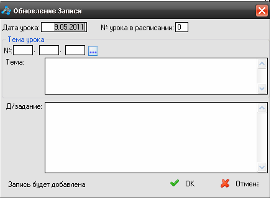 Обновление Записи
Дата урока: 9.05.2011 № урока в расписании 0
Тема урока
№: . . ...
Тема:
Д/задание:
Запись будет добавлена OK Отмена